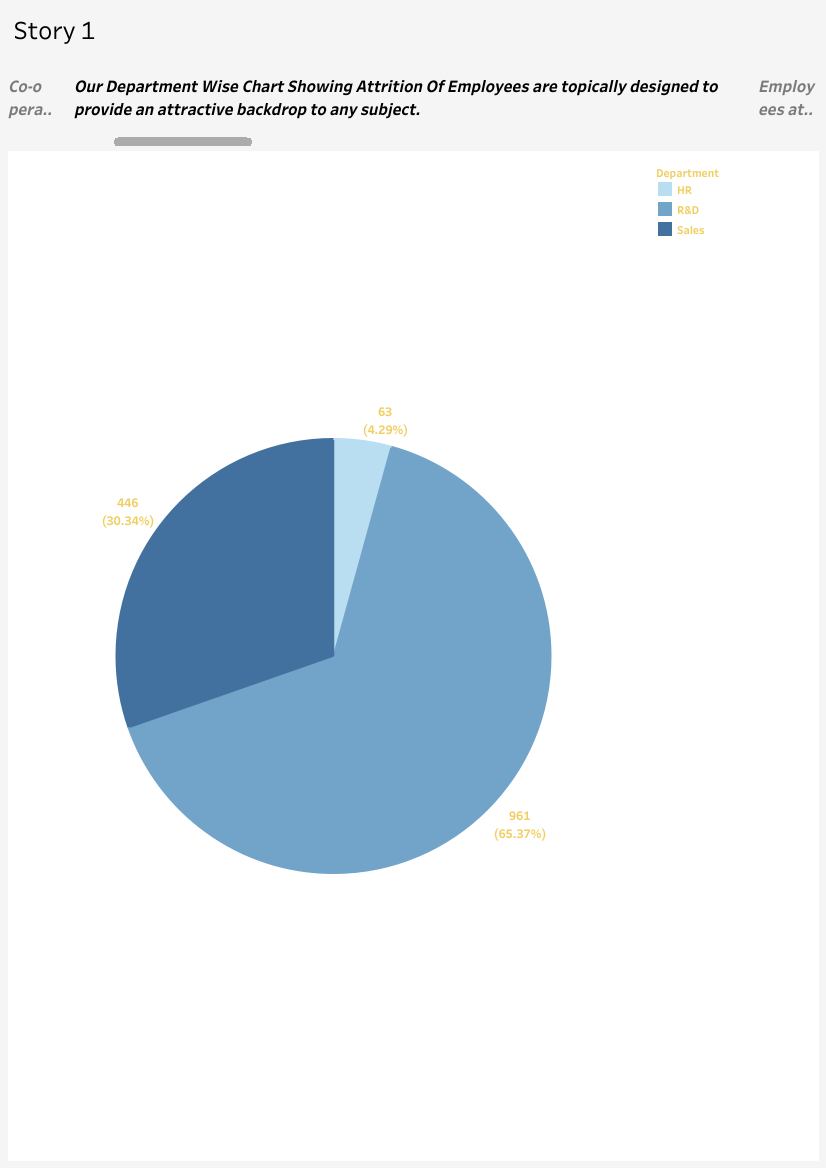 Story 1
Co-o
pera..
Our Department Wise Chart Showing Attrition Of Employees are topically designed to
provide an attractive backdrop to any subject.
Employ
ees at..
Department
HR
R&D
Sales
63
(4.29%)
446
(30.34%)
961
(65.37%)